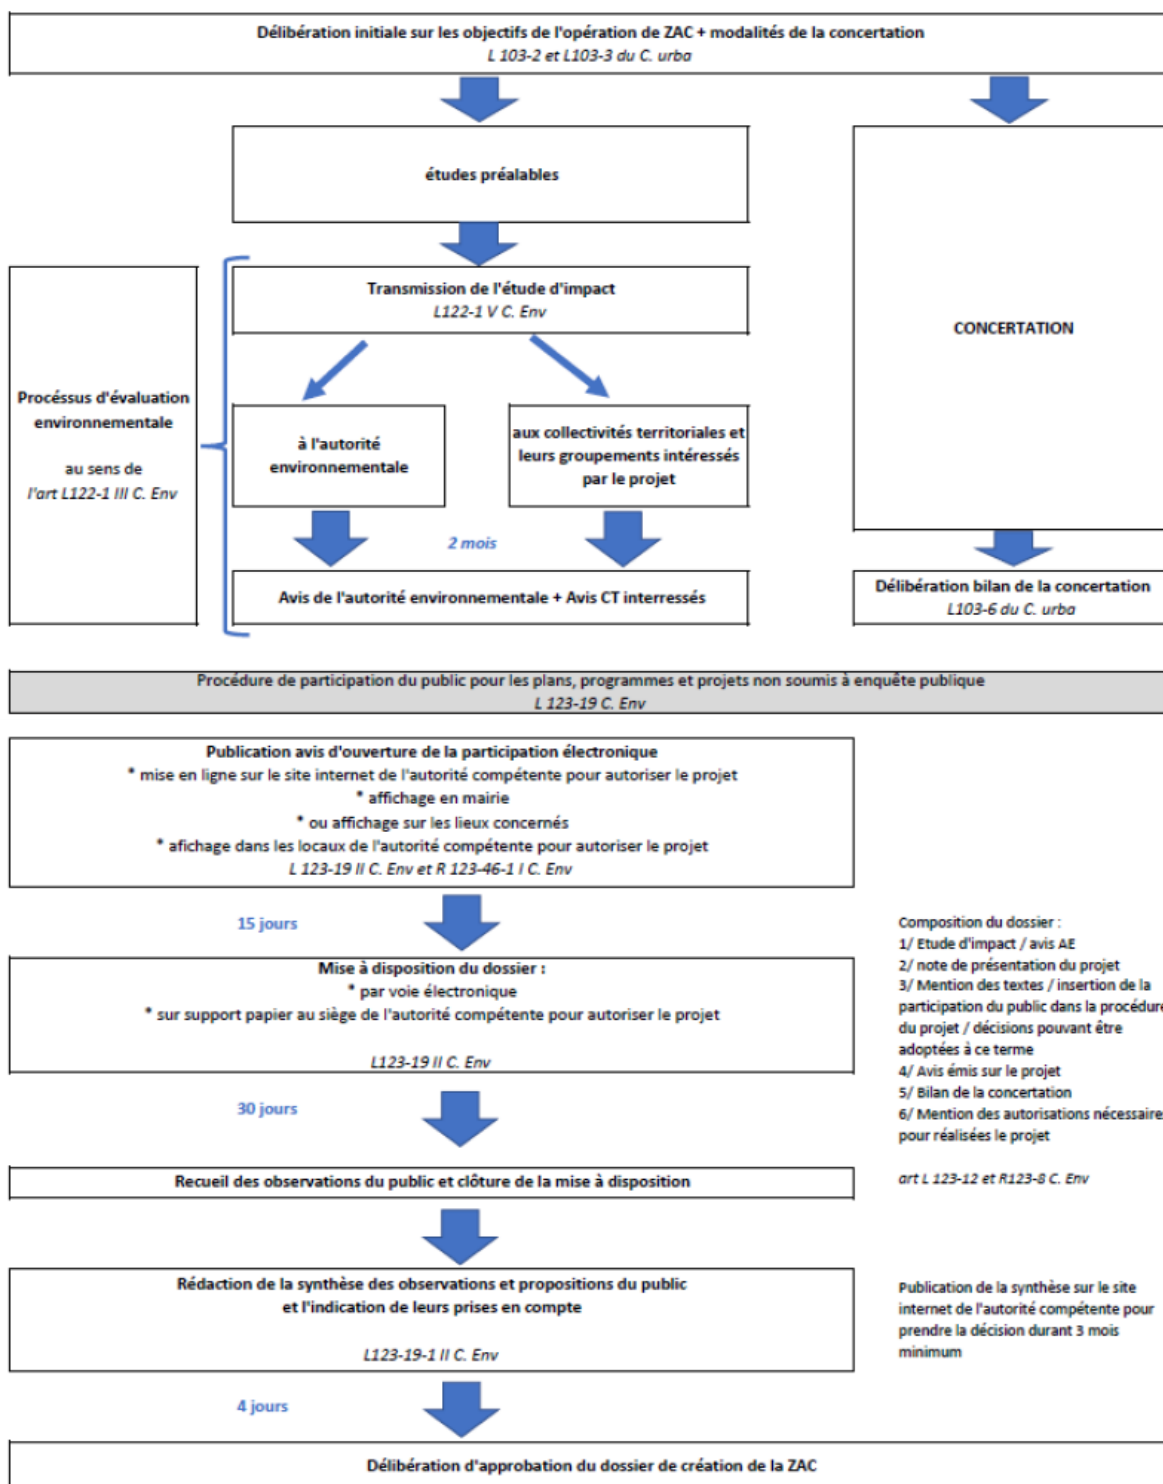 Délibération initiale sur les objectifs de l'opération de ZAC + modalités de la concertation
L 103-2 et L103-3 du C. urba
études préalables
Transmission de l'étude d'impact
L122-1 V C. Env
Procéssus d'évaluation
environnementale
au sens de
l'art L122-1 III C. Env
à l'autorité
environnementale
aux collectivités territoriales et
leurs groupements intéressés
par le projet
2 mois
Avis de l'autorité environnementale + Avis CT interressés
CONCERTATION
Délibération bilan de la concertation
L103-6 du C. urba
Procédure de participation du public pour les plans, programmes et projets non soumis à enquête publique
L 123-19 C. Env
Publication avis d'ouverture de la participation électronique
* mise en ligne sur le site internet de l'autorité compétente pour autoriser le projet
* affichage en mairie
* ou affichage sur les lieux concernés
* afichage dans les locaux de l'autorité compétente pour autoriser le projet
L 123-19 II C. Env et R 123-46-1 I C. Env
15 jours
Mise à disposition du dossier :
* par voie électronique
* sur support papier au siège de l'autorité compétente pour autoriser le projet
L123-19 II C. Env
30 jours
Composition du dossier :
1/ Etude d'impact / avis AE
2/ note de présentation du projet
3/ Mention des textes / insertion de la
participation du public dans la procédure
du projet / décisions pouvant être
adoptées à ce terme
4/ Avis émis sur le projet
5/ Bilan de la concertation
6/ Mention des autorisations nécessaire
pour réalisées le projet
art L 123-12 et R123-8 C. Env
Recueil des observations du public et clôture de la mise à disposition
Rédaction de la synthèse des observations et propositions du public
et l'indication de leurs prises en compte
L123-19-1 II C. Env
Publication de la synthèse sur le site
internet de l'autorité compétente pour
prendre la décision durant 3 mois
minimum
4 jours
Délibération d'approbation du dossier de création de la ZAC